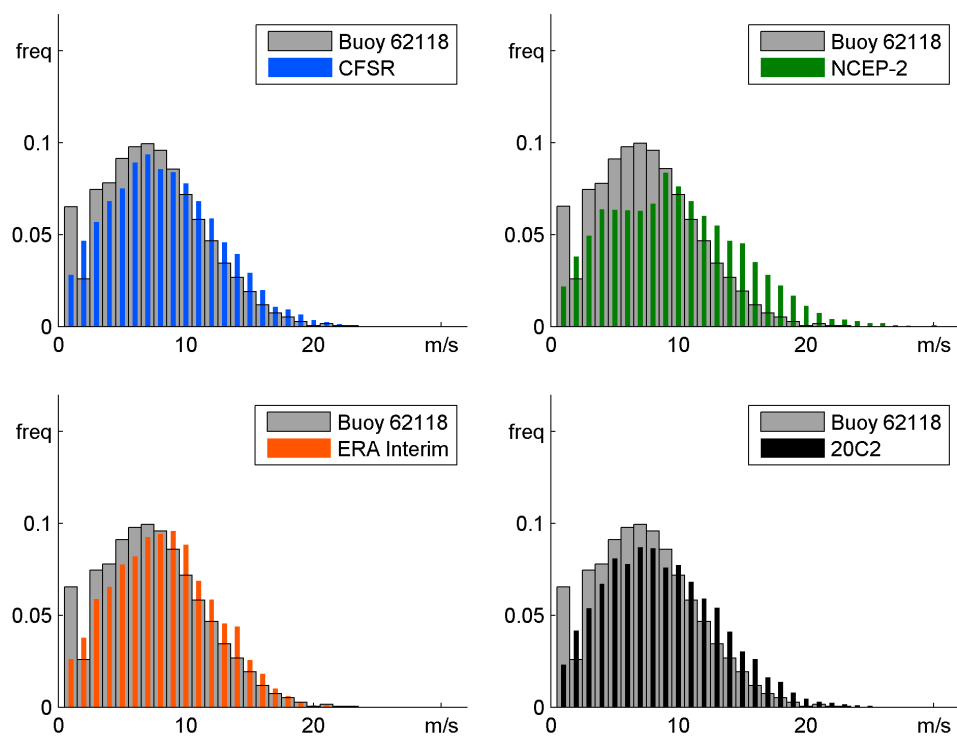 freq
Buoy 62118
CFSR
0.1
0.05
0
0 10 20 m/s
freq
Buoy 62118
NCEP-2
0.1
0.05
0
0 10 20 m/s
freq
Buoy 62118
ERA Interim
0.1
0.05
0
0 10 20 m/s
freq
Buoy 62118
20C2
0.1
0.05
0
0 10 20 m/s